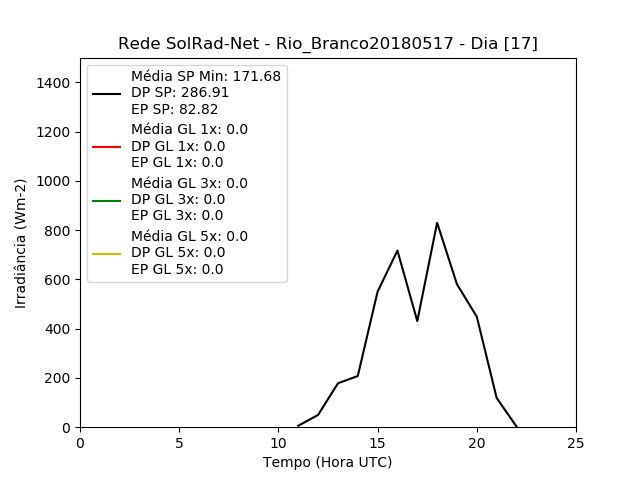 Rede SolRad-Net - Rio_Branco20180517 - Dia [17]
Média SP Min: 171.68
DP SP: 286.91
EP SP: 82.82
Média GL 1x: 0.0
DP GL 1x: 0.0
EP GL 1x: 0.0
Média GL 3x: 0.0
DP GL 3x: 0.0
EP GL 3x: 0.0
Média GL 5x: 0.0
DP GL 5x: 0.0
EP GL 5x: 0.0
Irradiância (Wm-2)
1400
1200
1000
800
600
400
200
0
0 5 10 15 20 25
Tempo (Hora UTC)